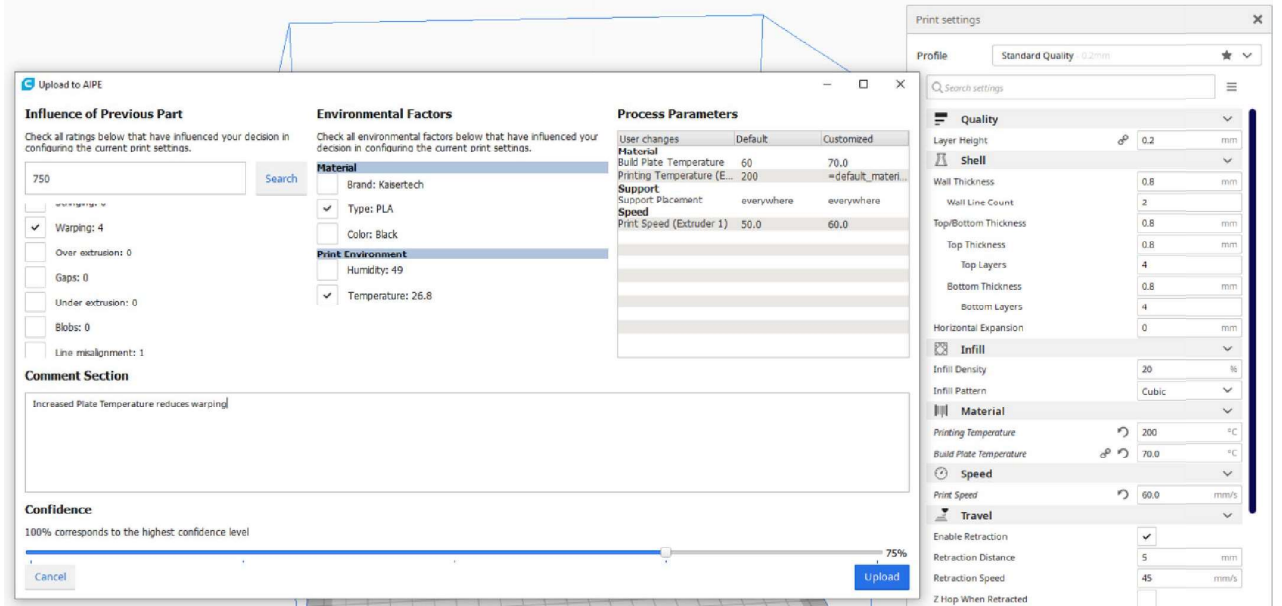 Upload to AIPE
Influence of Previous Part
Check all ratings below that have influenced your decision in
configuring the current print settings.
750
Search
Warping: 4
Over extrusion: 0
Gaps: 0
Under extrusion: 0
Blobs: 0
Line misalignment: 1
Environmental Factors
Check all environmental factors below that have influenced your
decision in configuring the current print settings.
Material
Brand: Kaisertech
Type: PLA
Color: Black
Print Environment
Humidity: 49
Temperature: 26.8
Process Parameters
User changes Default Customized
Material
Build Plate Temperature 60 70.0
Printing Temperature (E... 200 =default_materi...
Support
Support Placement everywhere everywhere
Speed
Print Speed (Extruder 1) 50.0 60.0
Comment Section
Increased Plate Temperature reduces warping
Confidence
100% corresponds to the highest confidence level
75%
Cancel
Upload
Print settings
Profile Standard Quality 0.2mm
Search settings
Quality
Layer Height 0.2 mm
Shell
Wall Thickness 0.8 mm
Wall Line Count 2
Top/Bottom Thickness 0.8 mm
Top Thickness 0.8 mm
Top Layers 4
Bottom Thickness 0.8 mm
Bottom Layers 4
Horizontal Expansion 0 mm
Infill
Infill Density 20 %
Infill Pattern Cubic
Material
Printing Temperature 200 °C
Build Plate Temperature 70.0 °C
Speed
Print Speed 60.0 mm/s
Travel
Enable Retraction
Retraction Distance 5 mm
Retraction Speed 45 mm/s
Z Hop When Retracted